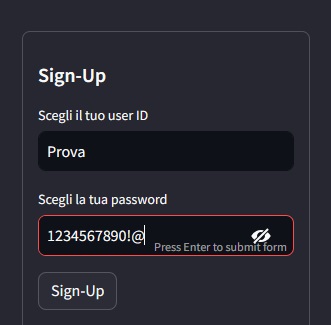 Sign-Up
Scegli il tuo user ID
Prova
Scegli la tua password
1234567890!@
Press Enter to submit form
Sign-Up